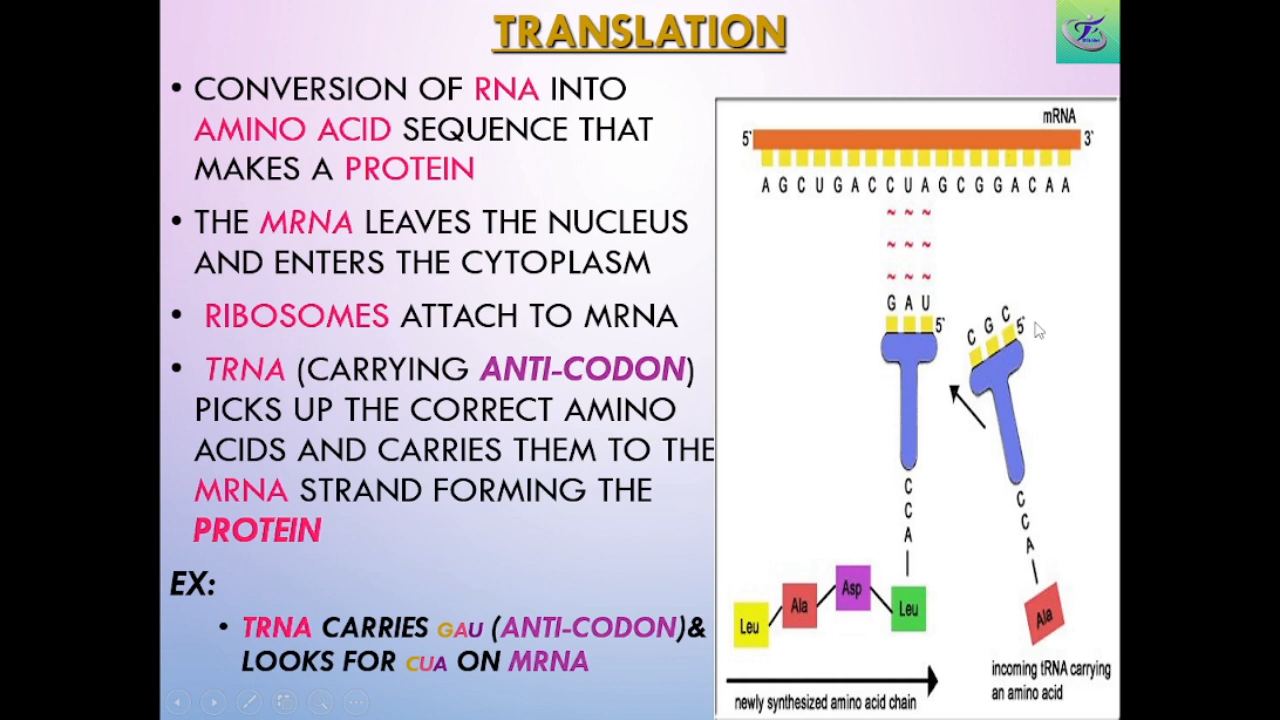 TRANSLATION
• CONVERSION OF RNA INTO
AMINO ACID SEQUENCE THAT
MAKES A PROTEIN
• THE MRNA LEAVES THE NUCLEUS
AND ENTERS THE CYTOPLASM
• RIBOSOMES ATTACH TO MRNA
• TRNA (CARRYING ANTI-CODON)
PICKS UP THE CORRECT AMINO
ACIDS AND CARRIES THEM TO THE
MRNA STRAND FORMING THE
PROTEIN
EX:
• TRNA CARRIES GAU (ANTI-CODON)&
LOOKS FOR CUA ON MRNA
mRNA
5' 3'
A G C U G A C C U A G C G G A C A A
G A U
5'
C G C
5'
C
C
A
C
C
A
Leu
Ala
Asp
Leu
Ala
newly synthesized amino acid chain
incoming tRNA carrying
an amino acid